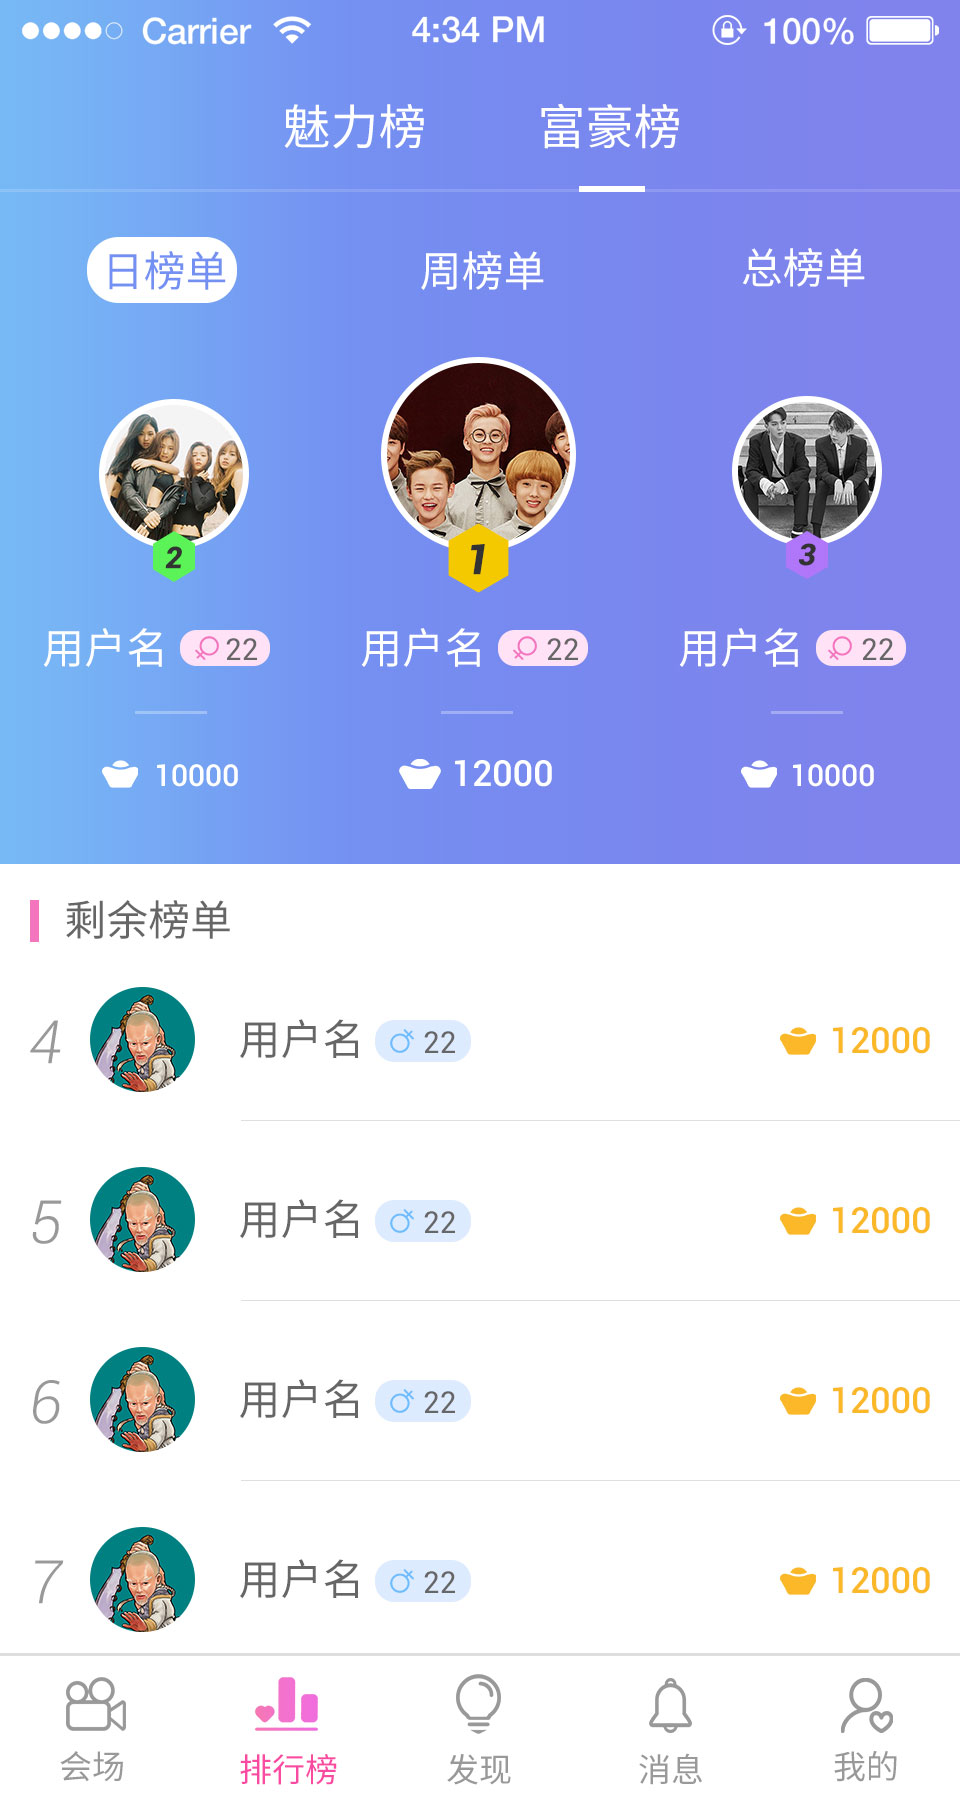 Carrier 4:34 PM 100%
魅力榜 富豪榜
日榜单 周榜单 总榜单
2 1 3
用户名 22 用户名 22 用户名 22
10000 12000 10000
剩余榜单
4 用户名 22 12000
5 用户名 22 12000
6 用户名 22 12000
7 用户名 22 12000
会场 排行榜 发现 消息 我的